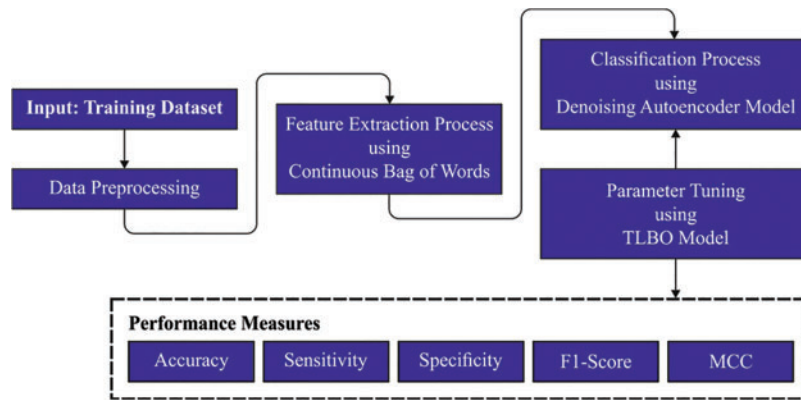 Input: Training Dataset
Data Preprocessing
Feature Extraction Process
using
Continuous Bag of Words
Classification Process
using
Denoising Autoencoder Model
Parameter Tuning
using
TLBO Model
Performance Measures
Accuracy
Sensitivity
Specificity
F1-Score
MCC